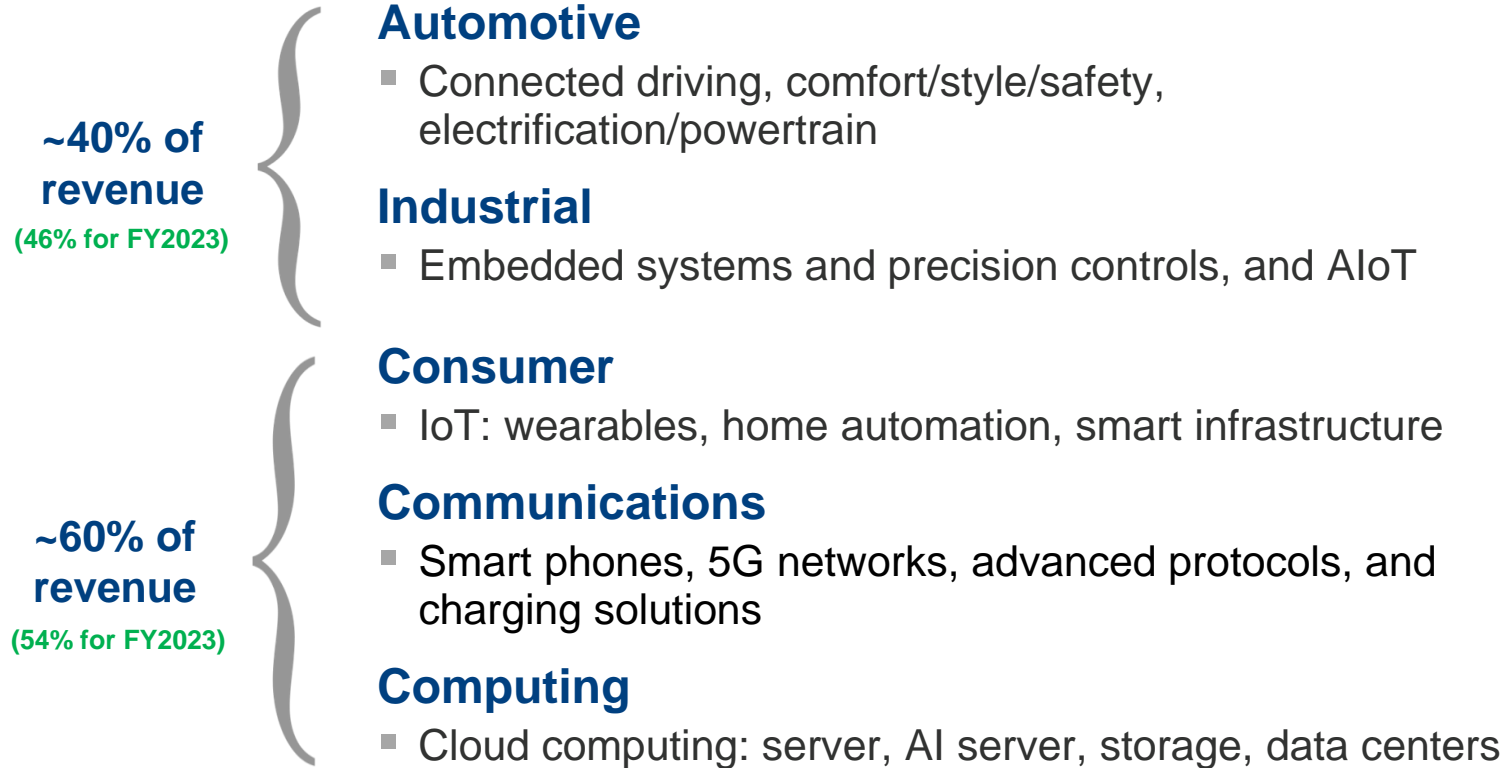 Automotive
▪ Connected driving, comfort/style/safety,
electrification/powertrain
~40% of
revenue
(46% for FY2023)
Industrial
▪ Embedded systems and precision controls, and AIoT
Consumer
▪ IoT: wearables, home automation, smart infrastructure
Communications
▪ Smart phones, 5G networks, advanced protocols, and
charging solutions
~60% of
revenue
(54% for FY2023)
Computing
▪ Cloud computing: server, AI server, storage, data centers